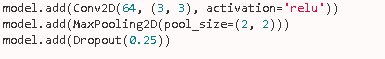 model.add(Conv2D(64, (3, 3), activation='relu'))
model.add(MaxPooling2D(pool_size=(2, 2)))
model.add(Dropout(0.25))